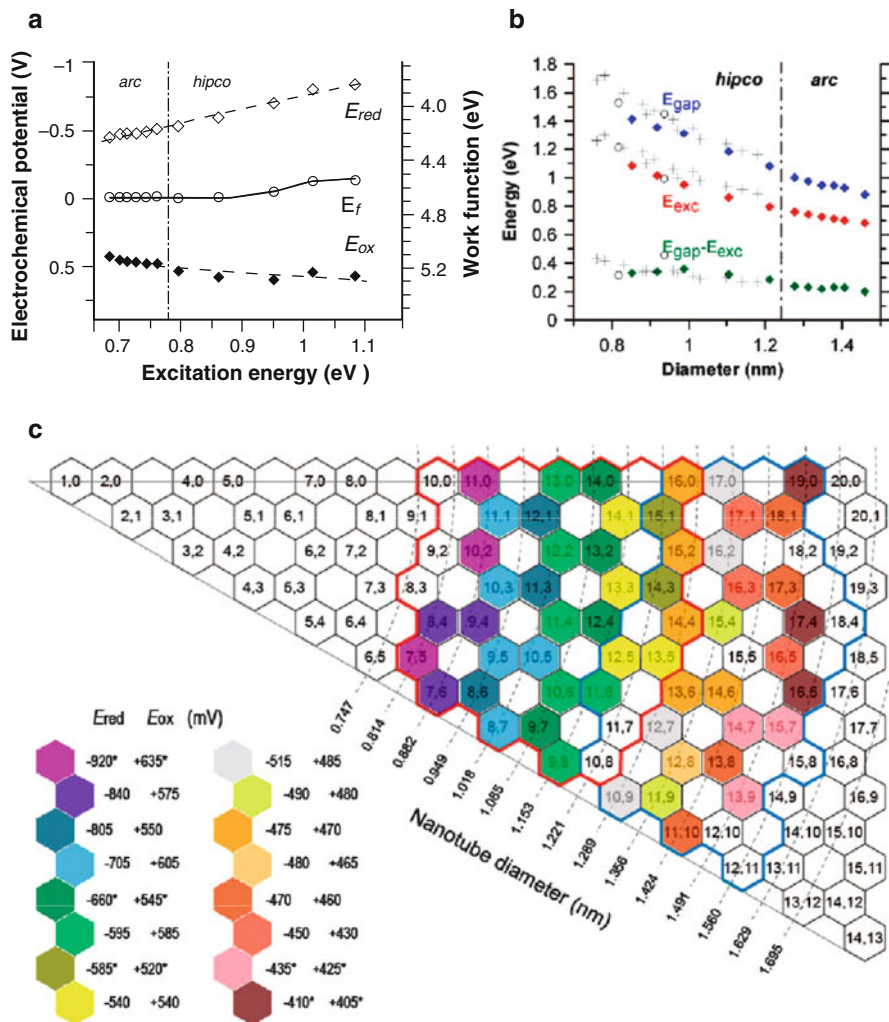 a
Electrochemical potential (V)
−1
−0.5
0
0.5
arc
hipco
E_red
E_f
E_ox
4.0
4.4
4.8
5.2
Work function (eV)
0.7 0.8 0.9 1 1.1
Excitation energy (eV )
b
Energy (eV)
1.8
1.6
1.4
1.2
1
0.8
0.6
0.4
0.2
0
hipco
arc
E_gap
E_exc
E_gap-E_exc
0.8 1 1.2 1.4
Diameter (nm)
c
1,0 2,0 4,0 5,0 7,0 8,0 10,0 11,0 13,0 14,0 16,0 17,0 19,0 20,0
2,1 3,1 5,1 6,1 8,1 9,1 11,1 12,1 14,1 15,1 17,1 18,1 20,1
3,2 4,2 6,2 7,2 9,2 10,2 12,2 13,2 15,2 16,2 18,2 19,2
4,3 5,3 7,3 8,3 10,3 11,3 13,3 14,3 16,3 17,3 19,3
5,4 6,4 8,4 9,4 11,4 12,4 14,4 15,4 17,4 18,4
6,5 7,5 9,5 10,5 12,5 13,5 15,5 16,5 18,5
7,6 8,6 10,6 11,6 13,6 14,6 16,6 17,6
8,7 9,7 11,7 12,7 14,7 15,7 17,7
9,8 10,8 12,8 13,8 15,8 16,8
10,9 11,9 13,9 14,9 16,9
11,10 12,10 14,10 15,10
12,11 13,11 15,11
13,12 14,12
14,13
0.747
0.814
0.882
0.949
1.018
1.085
1.153
1.221
1.289
1.356
1.424
1.491
1.560
1.629
1.695
Nanotube diameter (nm)
Ered Eox (mV)
-920* +635*
-840 +575
-805 +550
-705 +605
-660* +545*
-595 +585
-585* +520*
-540 +540
-515 +485
-490 +480
-475 +470
-480 +465
-470 +460
-450 +430
-435* +425*
-410* +405*